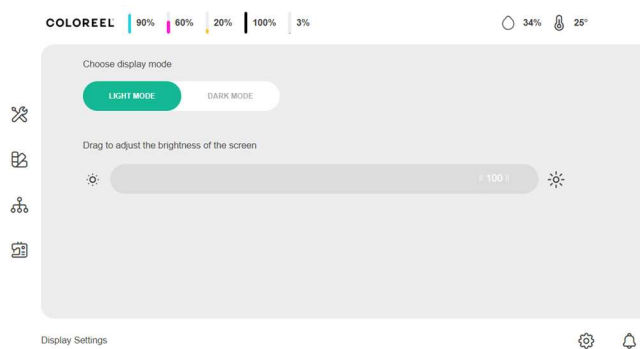 COLOREEL 90% 60% 20% 100% 3% 34% 25°
Choose display mode
LIGHT MODE DARK MODE
Drag to adjust the brightness of the screen
100
Display Settings